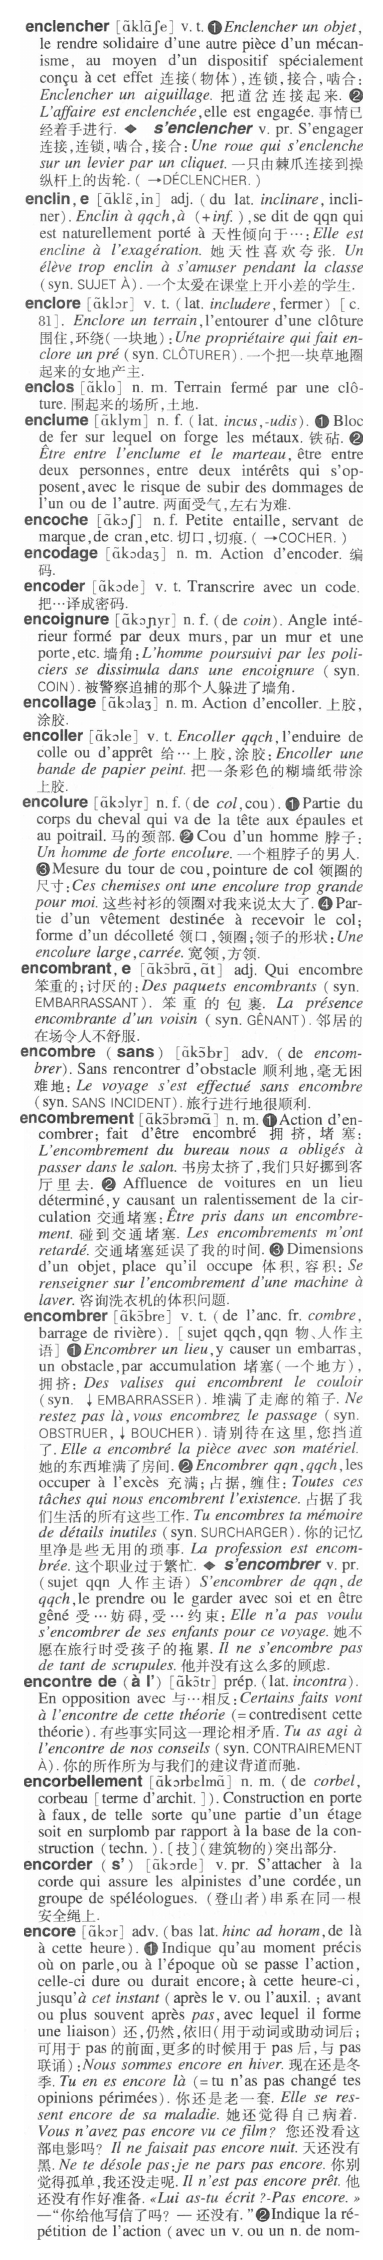 enclencher [ɑ̃klɑ̃ʃe] v. t. ❶ Enclencher un objet,
le rendre solidaire d'une autre pièce d'un mécan-
isme, au moyen d'un dispositif spécialement
conçu à cet effet 连接(物体),连锁,接合,啮合:
Enclencher un aiguillage. 把道岔连接起来. ❷
L'affaire est enclenchée,elle est engagée. 事情已
经着手进行. ◆ s'enclencher v. pr. S'engager
连接,连锁,啮合,接合:Une roue qui s'enclenche
sur un levier par un cliquet. 一只由棘爪连接到操
纵杆上的齿轮. ( →DÉCLENCHER. )
enclin, e [ɑ̃klɛ̃,in] adj. ( du lat. inclinare, incli-
ner). Enclin à qqch,à (+inf. ) ,se dit de qqn qui
est naturellement porté à 天性倾向于…:Elle est
encline à l'exagération. 她天性喜欢夸张. Un
élève trop enclin à s'amuser pendant la classe
(syn. SUJET À). 一个太爱在课堂上开小差的学生.
enclore [ɑ̃klɔr] v. t. ( lat. includere, fermer) [ c.
81]. Enclore un terrain,l'entourer d'une clôture
围住,环绕(一块地):Une propriétaire qui fait en-
clore un pré (syn. CLÔTURER). 一个把一块草地圈
起来的女地产主.
enclos [ɑ̃klo] n. m. Terrain fermé par une clô-
ture. 围起来的场所,土地.
enclume [ɑ̃klym] n. f. ( lat. incus, -udis). ❶ Bloc
de fer sur lequel on forge les métaux. 铁砧. ❷
Être entre l'enclume et le marteau, être entre
deux personnes, entre deux intérêts qui s'op-
posent,avec le risque de subir des dommages de
l'un ou de l'autre. 两面受气,左右为难.
encoche [ɑ̃kɔʃ] n. f. Petite entaille, servant de
marque,de cran,etc. 切口,切痕. ( →COCHER. )
encodage [ɑ̃kɔdaʒ] n. m. Action d'encoder. 编
码.
encoder [ɑ̃kɔde] v. t. Transcrire avec un code.
把…译成密码.
encoignure [ɑ̃kɔɲyr] n. f. ( de coin). Angle inté-
rieur formé par deux murs, par un mur et une
porte,etc. 墙角:L'homme poursuivi par les poli-
ciers se dissimula dans une encoignure ( syn.
COIN). 被警察追捕的那个人躲进了墙角.
encollage [ɑ̃kɔlaʒ] n. m. Action d'encoller. 上胶,
涂胶.
encoller [ɑ̃kɔle] v. t. Encoller qqch,l'enduire de
colle ou d'apprêt 给…上胶,涂胶:Encoller une
bande de papier peint. 把一条彩色的糊墙纸带涂
上胶.
encolure [ɑ̃kɔlyr] n. f. ( de col, cou). ❶ Partie du
corps du cheval qui va de la tête aux épaules et
au poitrail. 马的颈部. ❷ Cou d'un homme 脖子:
Un homme de forte encolure. 一个粗脖子的男人.
❸ Mesure du tour de cou,pointure de col 领圈的
尺寸:Ces chemises ont une encolure trop grande
pour moi. 这些衬衫的领圈对我来说太大了. ❹ Par-
tie d'un vêtement destinée à recevoir le col;
forme d'un décolleté 领口,领圈;领子的形状:Une
encolure large,carrée. 宽领,方领.
encombrant, e [ɑ̃kɔ̃brɑ̃, ɑ̃t] adj. Qui encombre
笨重的;讨厌的:Des paquets encombrants ( syn.
EMBARRASSANT). 笨重的包裹. La présence
encombrante d'un voisin ( syn. GÊNANT). 邻居的
在场令人不舒服.
encombre ( sans) [ɑ̃kɔ̃br] adv. ( de encom-
brer). Sans rencontrer d'obstacle 顺利地,毫无困
难地: Le voyage s'est effectué sans encombre
(syn. SANS INCIDENT). 旅行进行地很顺利.
encombrement [ɑ̃kɔ̃brəmɑ̃] n. m. ❶ Action d'en-
combrer; fait d'être encombré 拥挤, 堵塞:
L'encombrement du bureau nous a obligés à
passer dans le salon. 书房太挤了,我们只好挪到客
厅里去. ❷ Affluence de voitures en un lieu
déterminé,y causant un ralentissement de la cir-
culation 交通堵塞:Être pris dans un encombre-
ment. 碰到交通堵塞. Les encombrements m'ont
retardé. 交通堵塞延误了我的时间. ❸ Dimensions
d'un objet, place qu'il occupe 体积, 容积: Se
renseigner sur l'encombrement d'une machine à
laver. 咨询洗衣机的体积问题.
encombrer [ɑ̃kɔ̃bre] v. t. ( de l'anc. fr. combre,
barrage de rivière). [ sujet qqch,qqn 物、人作主
语] ❶ Encombrer un lieu,y causer un embarras,
un obstacle,par accumulation 堵塞(一个地方),
拥挤: Des valises qui encombrent le couloir
(syn. ↓EMBARRASSER). 堆满了走廊的箱子. Ne
restez pas là, vous encombrez le passage ( syn.
OBSTRUER, ↓BOUCHER). 请别待在这里,您挡道
了. Elle a encombré la pièce avec son matériel.
她的东西堆满了房间. ❷ Encombrer qqn,qqch,les
occuper à l'excès 充满;占据,缠住:Toutes ces
tâches qui nous encombrent l'existence. 占据了我
们生活的所有这些工作. Tu encombres ta mémoire
de détails inutiles (syn. SURCHARGER). 你的记忆
里净是些无用的琐事. La profession est encom-
brée. 这个职业过于繁忙. ◆ s'encombrer v. pr.
(sujet qqn 人作主语) S'encombrer de qqn, de
qqch,le prendre ou le garder avec soi et en être
gêné 受…妨碍,受…约束:Elle n'a pas voulu
s'encombrer de ses enfants pour ce voyage. 她不
愿在旅行时受孩子的拖累. Il ne s'encombre pas
de tant de scrupules. 他并没有这么多的顾虑.
encontre de ( à l') [ɑ̃kɔ̃tr] prép. (lat. incontra).
En opposition avec 与…相反:Certains faits vont
à l'encontre de cette théorie (=contredisent cette
théorie). 有些事实同这一理论相矛盾. Tu as agi à
l'encontre de nos conseils ( syn. CONTRAIREMENT
À). 你的所作所为与我们的建议背道而驰.
encorbellement [ɑ̃kɔrbɛlmɑ̃] n. m. ( de corbel,
corbeau [terme d'archit. ]). Construction en porte
à faux, de telle sorte qu'une partie d'un étage
soit en surplomb par rapport à la base de la con-
struction (techn. ).〔技〕(建筑物的)突出部分.
encorder ( s') [ɑ̃kɔrde] v. pr. S'attacher à la
corde qui assure les alpinistes d'une cordée, un
groupe de spéléologues. (登山者)串系在同一根
安全绳上.
encore [ɑ̃kɔr] adv. (bas lat. hinc ad horam, de là
à cette heure). ❶ Indique qu'au moment précis
où on parle,ou à l'époque où se passe l'action,
celle-ci dure ou durait encore; à cette heure-ci,
jusqu'à cet instant ( après le v. ou l'auxil. ; avant
ou plus souvent après pas, avec lequel il forme
une liaison) 还,仍然,依旧(用于动词或助动词后;
可用于 pas 的前面,更多的时候用于 pas 后, 与 pas
联诵):Nous sommes encore en hiver. 现在还是冬
季. Tu en es encore là (=tu n'as pas changé tes
opinions périmées). 你还是老一套. Elle se res-
sent encore de sa maladie. 她还觉得自己病着.
Vous n'avez pas encore vu ce film? 您还没看这
部电影吗? Il ne faisait pas encore nuit. 天还没有
黑. Ne te désole pas:je ne pars pas encore. 你别
觉得孤单,我还没走呢. Il n'est pas encore prêt. 他
还没有作好准备. «Lui as-tu écrit ?-Pas encore. »
—“你给他写信了吗? — 还没有. ”❷ Indique la ré-
pétition de l'action ( avec un v. ou un n. de nom-